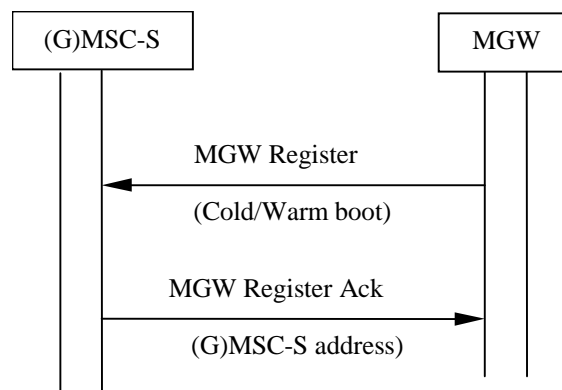 (G)MSC-S
MGW
MGW Register
(Cold/Warm boot)
MGW Register Ack
(G)MSC-S address)